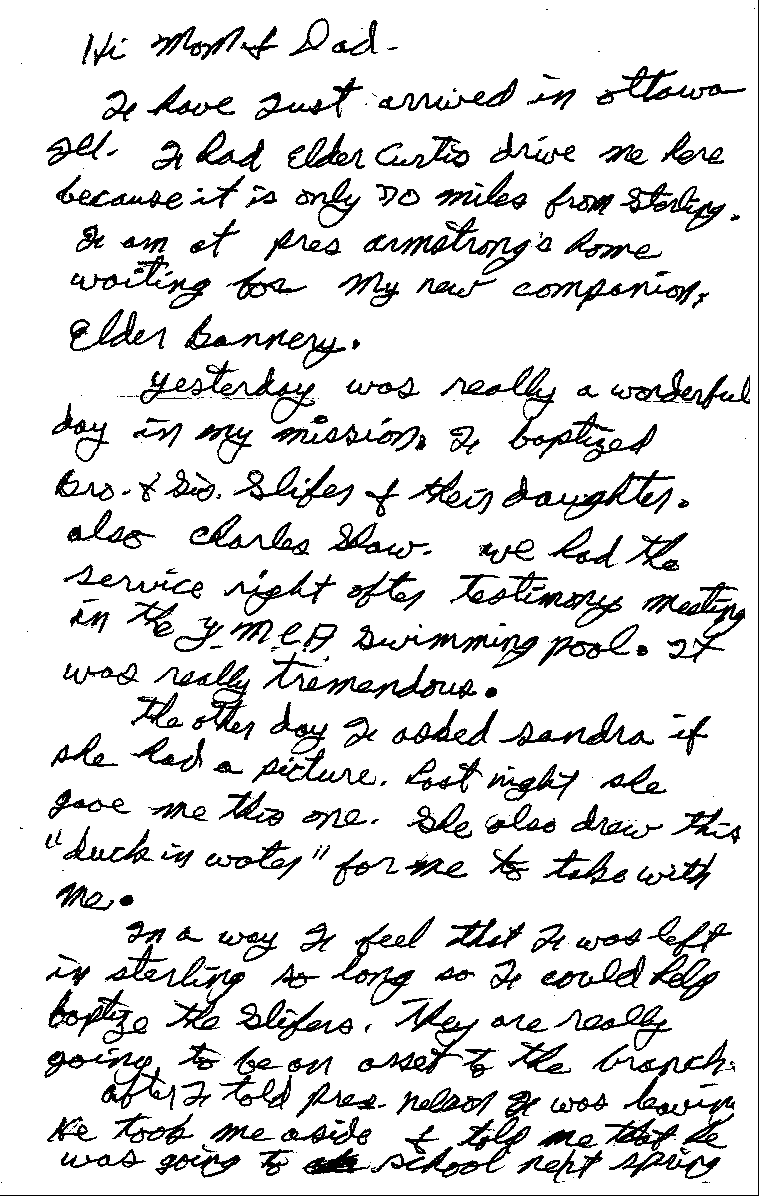 Hi Mom & Dad-
I have just arrived in Ottawa
Ill. I had Elder Curtis drive me here
because it is only 70 miles from Sterling.
I am at Pres Armstrong's home
waiting for my new companion,
Elder Bannery.
Yesterday was really a wonderful
day in my mission. I baptized
Bro. & Sis. Slifer & their daughter.
also Charles Shaw. We had the
service right after testimony meeting
in the Y.M.C.A swimming pool. It
was really tremendous.
The other day I asked Sandra if
she had a picture. Last night she
gave me this one. She also drew this
"duck in water" for me to take with
me.
In a way I feel that I was left
in Sterling so long so I could help
baptize the Slifers. They are really
going to be an asset to the branch.
after I told Pres. Nelson I was leaving
He took me aside & told me that he
was going to school next spring